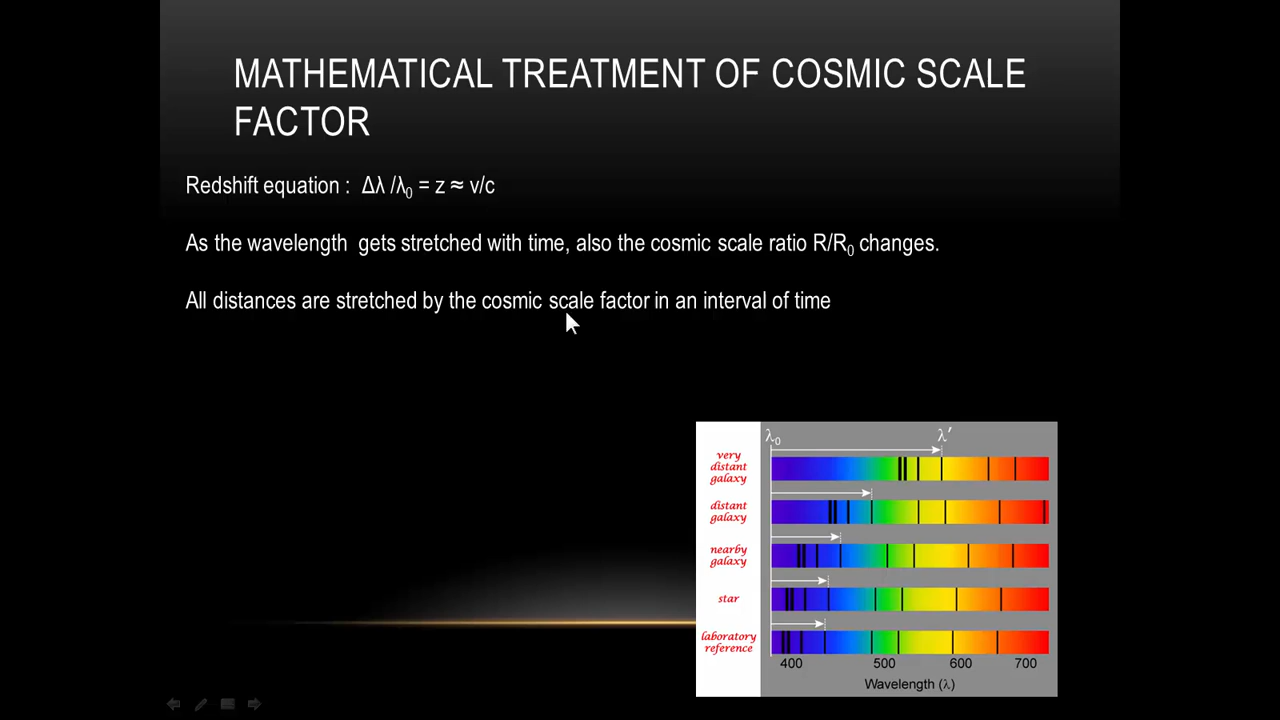 MATHEMATICAL TREATMENT OF COSMIC SCALE
FACTOR
Redshift equation : Δλ /λ₀ = z ≈ v/c
As the wavelength gets stretched with time, also the cosmic scale ratio R/R₀ changes.
All distances are stretched by the cosmic scale factor in an interval of time
λ₀ λ′
very
distant
galaxy
distant
galaxy
nearby
galaxy
star
laboratory
reference
400 500 600 700
Wavelength (λ)